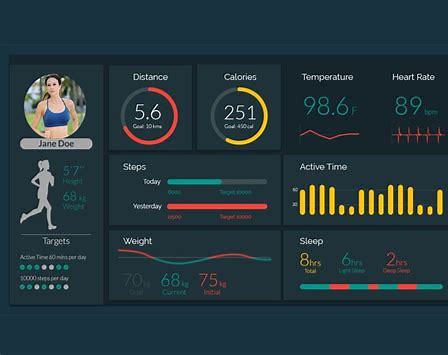 Jane Doe
5'7"
Height
68 kg
Weight
Targets
Active Time 60 mins per day
10000 steps per day
Distance
5.6
Goal: 10 kms
Calories
251
Goal: 450 cal
Temperature
98.6 F
Heart Rate
89 bpm
Steps
Today
6000 Target 10000
Yesterday
Target 10000
Active Time
60
30
Weight
70 68 kg 75 kg
Goal Current Initial
Sleep
8hrs 6hrs 2hrs
Total Light Sleep Deep Sleep